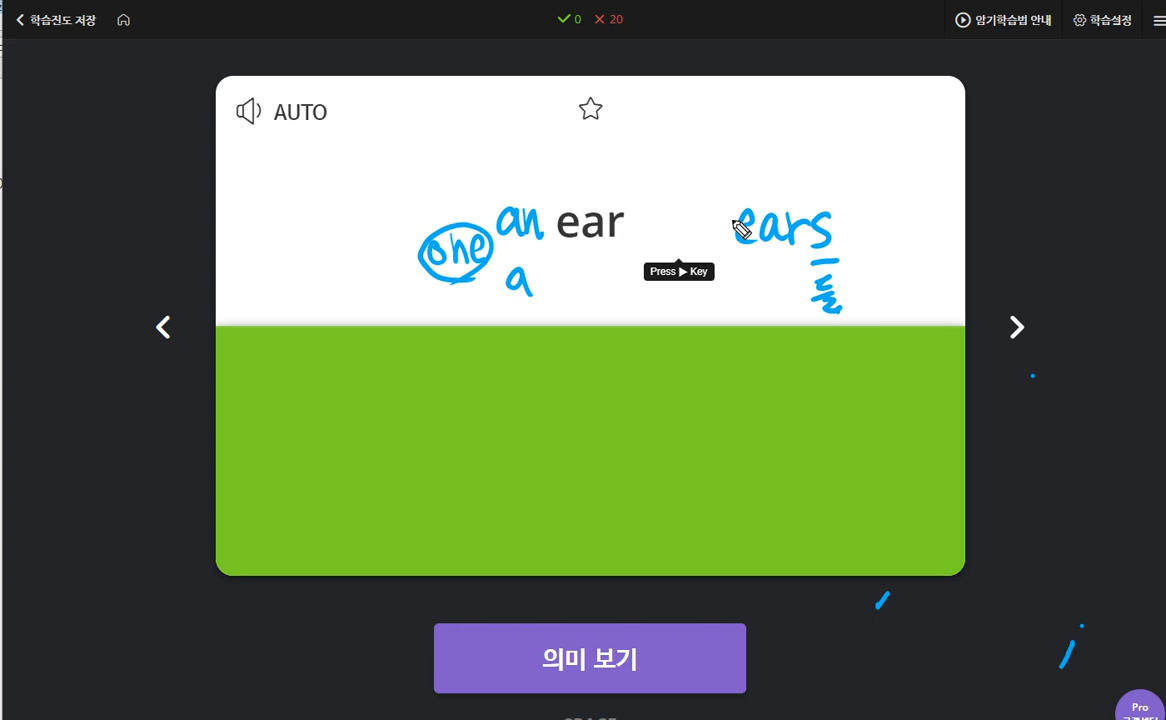 학습진도 저장 0 20 암기학습법 안내 학습설정
AUTO
she an ear ears
a
Press ▶ Key
들
의미 보기
Pro